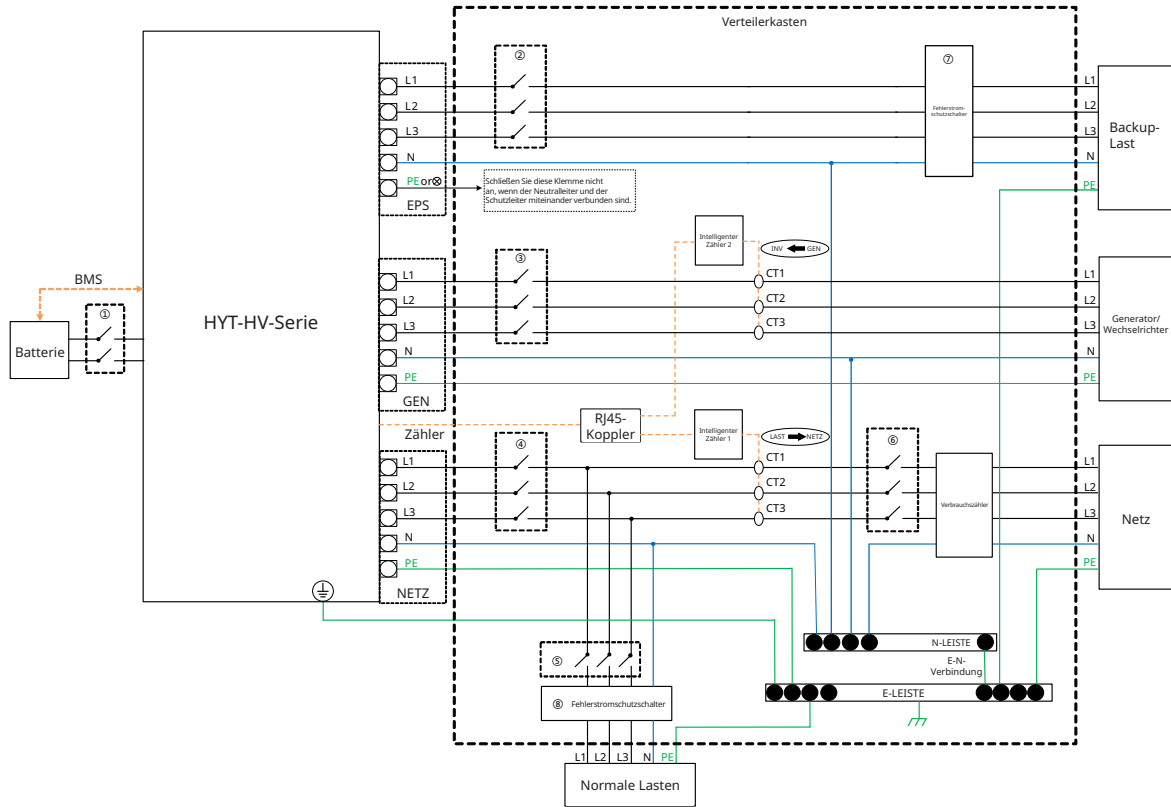 Verteilerkasten
②
⑦
L1
L2
L3
N
PE or⊗
EPS
Schließen Sie diese Klemme nicht
an, wenn der Neutralleiter und der
Schutzleiter miteinander verbunden sind.
Fehlerstrom-
schutzschalter
L1
L2
L3
N
PE
Backup-
Last
Intelligenter
Zähler 2
INV
GEN
③
L1
L2
L3
N
PE
GEN
CT1
CT2
CT3
L1
L2
L3
N
PE
Generator/
Wechselrichter
BMS
①
Batterie
HYT-HV-Serie
Zähler
RJ45-
Koppler
Intelligenter
Zähler 1
LAST
NETZ
④
⑥
L1
L2
L3
N
PE
NETZ
CT1
CT2
CT3
Verbrauchszähler
L1
L2
L3
N
PE
Netz
N-LEISTE
E-N-
Verbindung
E-LEISTE
⑤
⑧ Fehlerstromschutzschalter
L1 L2 L3 N PE
Normale Lasten